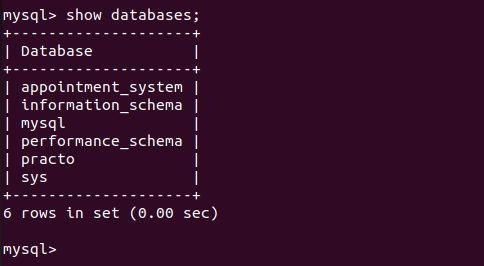 mysql> show databases;
+--------------------+
| Database           |
+--------------------+
| appointment_system |
| information_schema |
| mysql              |
| performance_schema |
| practo             |
| sys                |
+--------------------+
6 rows in set (0.00 sec)
mysql>